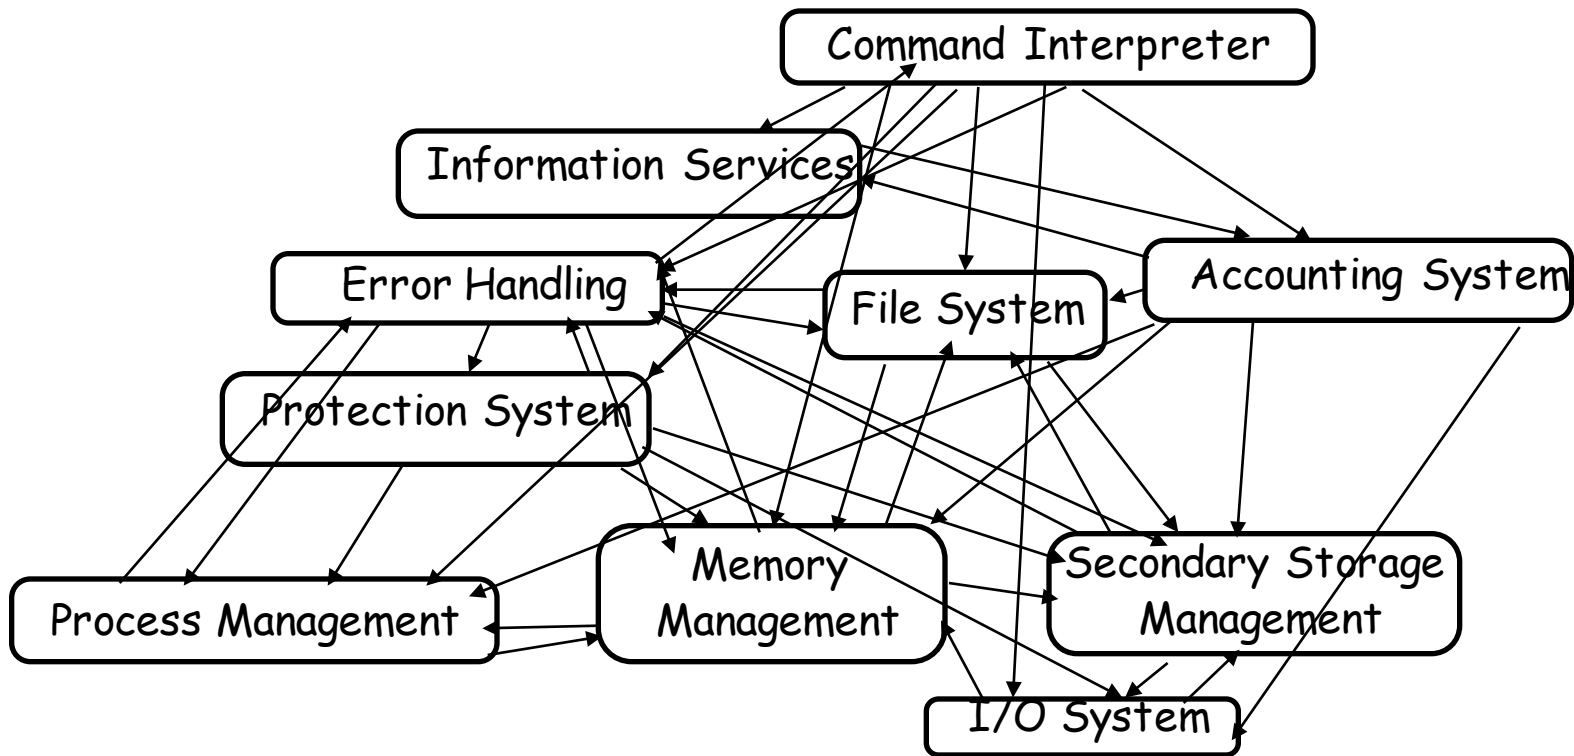 Command Interpreter
Information Services
Error Handling
File System
Accounting System
Protection System
Memory
Management
Secondary Storage
Management
Process Management
I/O System